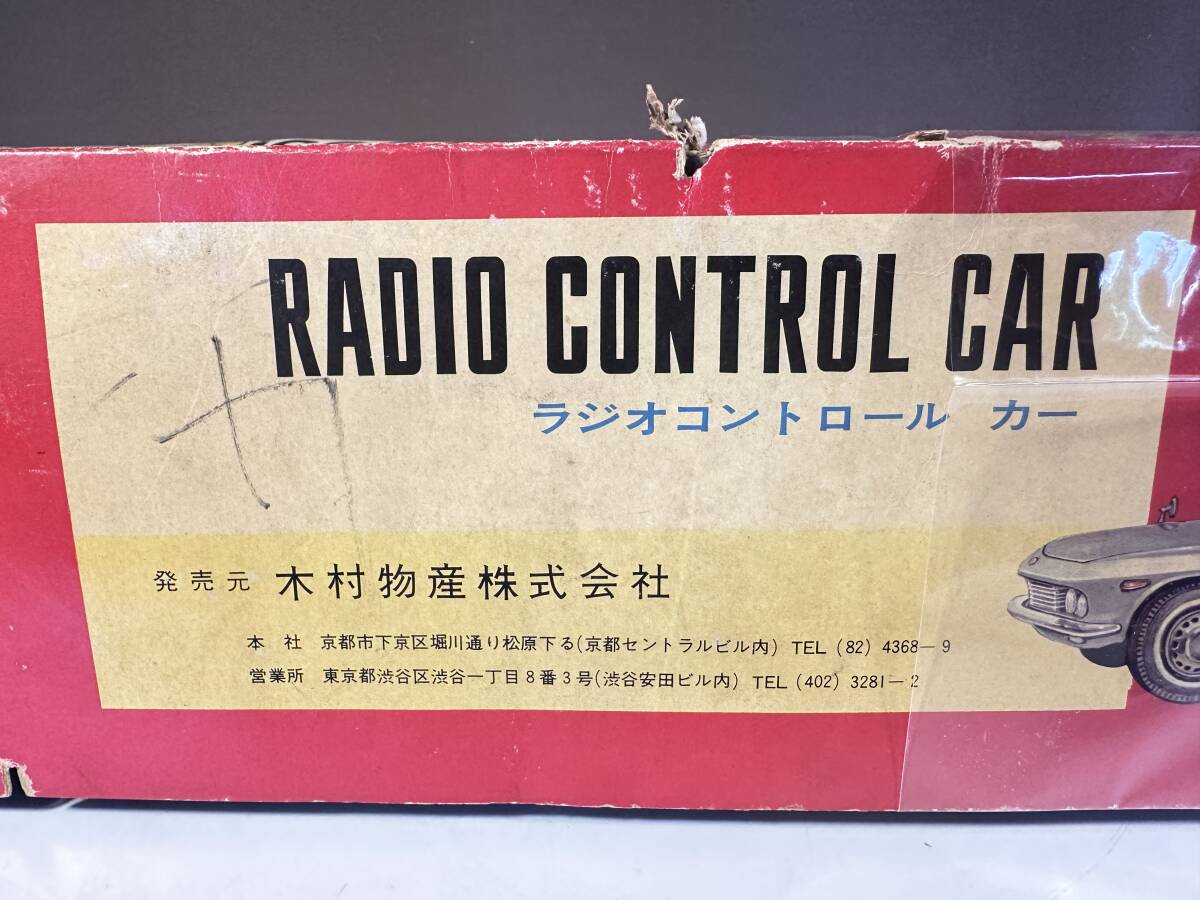 RADIO CONTROL CAR
ラジオコントロール カー
発売元 木村物産株式会社
本 社 京都市下京区堀川通り松原下る(京都セントラルビル内) TEL (82) 4368-9
営業所 東京都渋谷区渋谷一丁目8番3号(渋谷安田ビル内) TEL (402) 3281-2